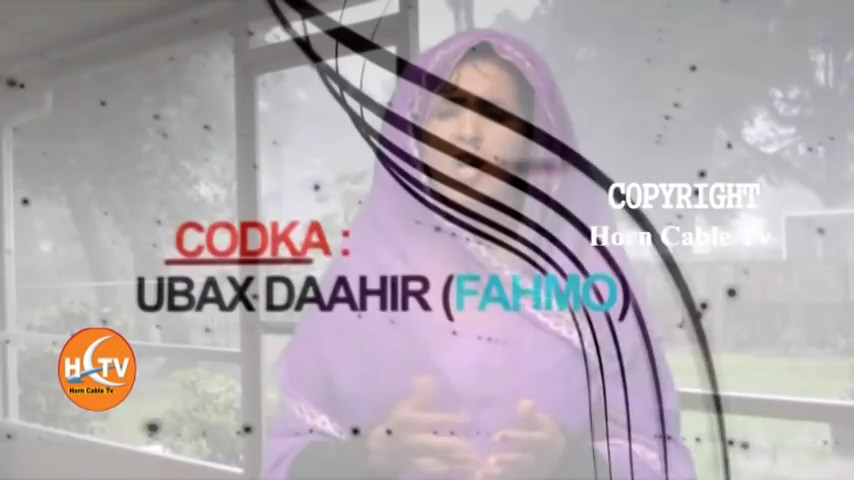 COPYRIGHT
Horn Cable Tv
CODKA :
UBAX DAAHIR (FAHMO)
HCTV
Horn Cable Tv